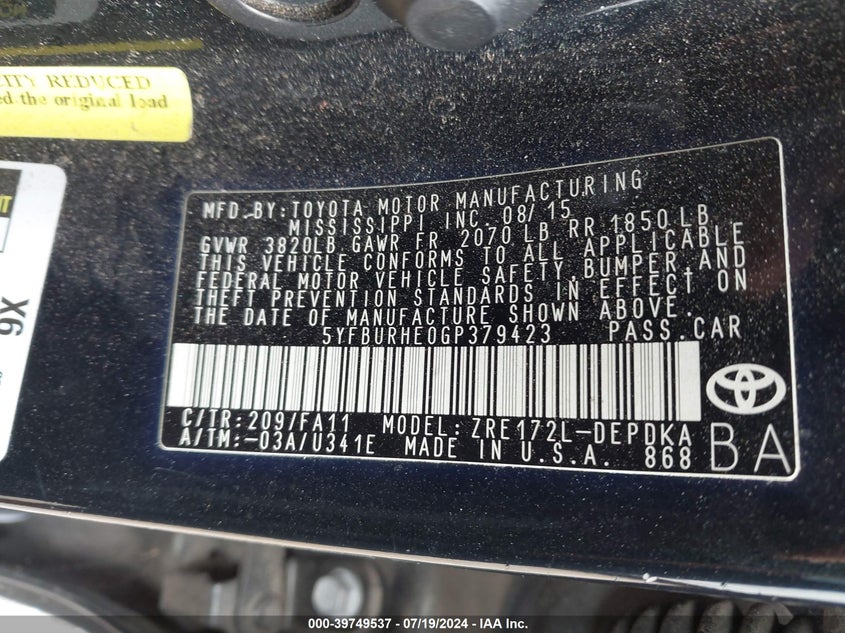 CITY REDUCED
ed the original load
X6
MFD.BY:TOYOTA MOTOR MANUFACTURING
MISSISSIPPI, INC. 08/15
GVWR 3820LB GAWR FR 2070LB RR 1850LB
THIS VEHICLE CONFORMS TO ALL APPLICABLE
FEDERAL MOTOR VEHICLE SAFETY,BUMPER,AND
THEFT PREVENTION STANDARDS IN EFFECT ON
THE DATE OF MANUFACTURE SHOWN ABOVE.
5YFBURHE0GP379423 PASS.CAR
C/TR:209/FA11 MODEL:ZRE172L-DEPDKA
A/TM:-03A/U341E MADE IN U.S.A. 868
BA
000-39749537 - 07/19/2024 - IAA Inc.